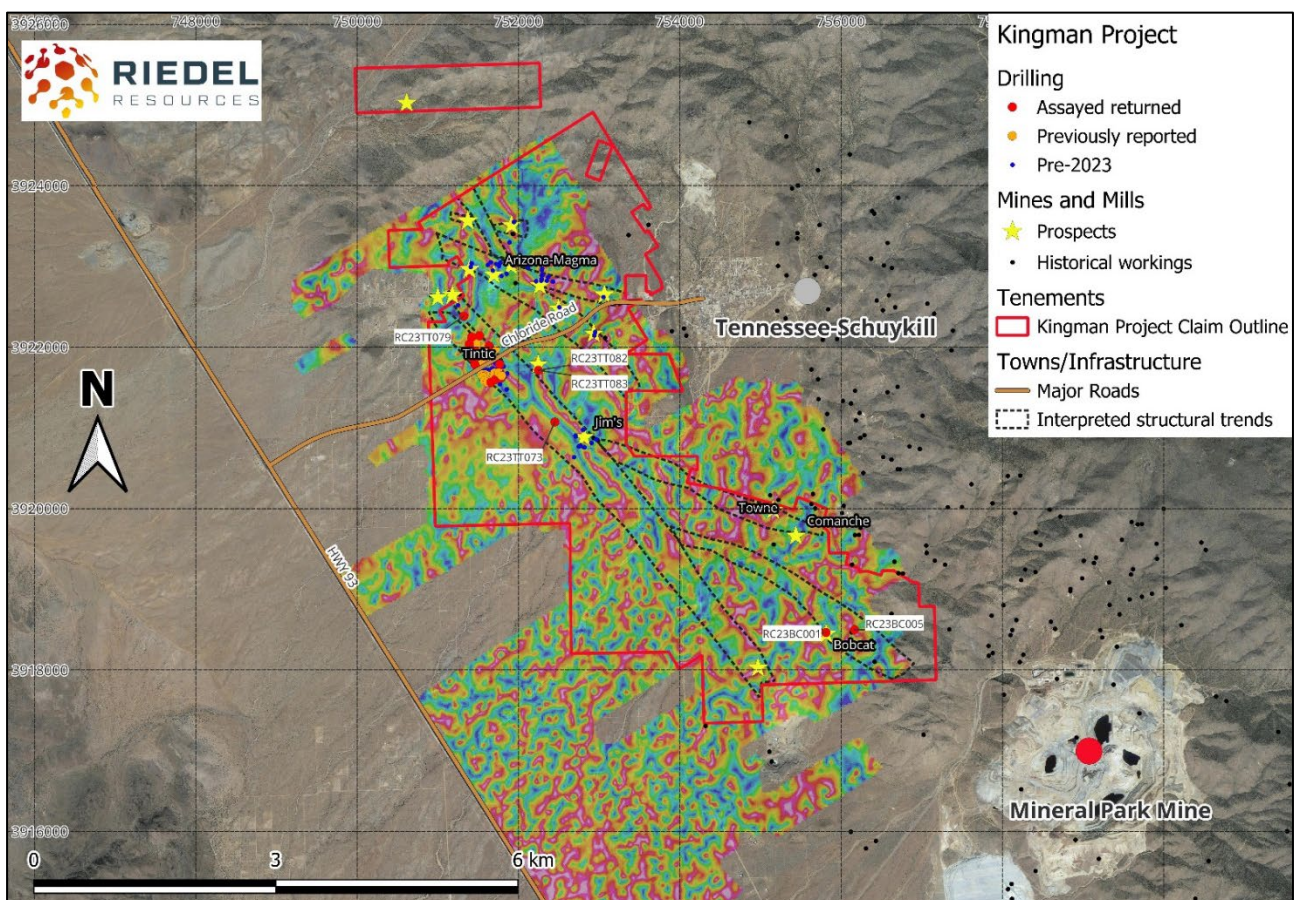 3926000
748000
750000
752000
754000
756000
RIEDEL
RESOURCES
Kingman Project
Drilling
Assayed returned
Previously reported
Pre-2023
Mines and Mills
Prospects
Historical workings
Tenements
Kingman Project Claim Outline
Towns/Infrastructure
Major Roads
Interpreted structural trends
3924000
Arizona-Magma
Chloride Road
Tennessee-Schuykill
3922000
RC23TT079
Tintic
RC23TT082
RC23TT083
N
Jim's
RC23TT073
3920000
Towne
Comanche
HWY 93
RC23BC001
RC23BC005
Bobcat
3918000
Mineral Park Mine
3916000
0
3
6 km